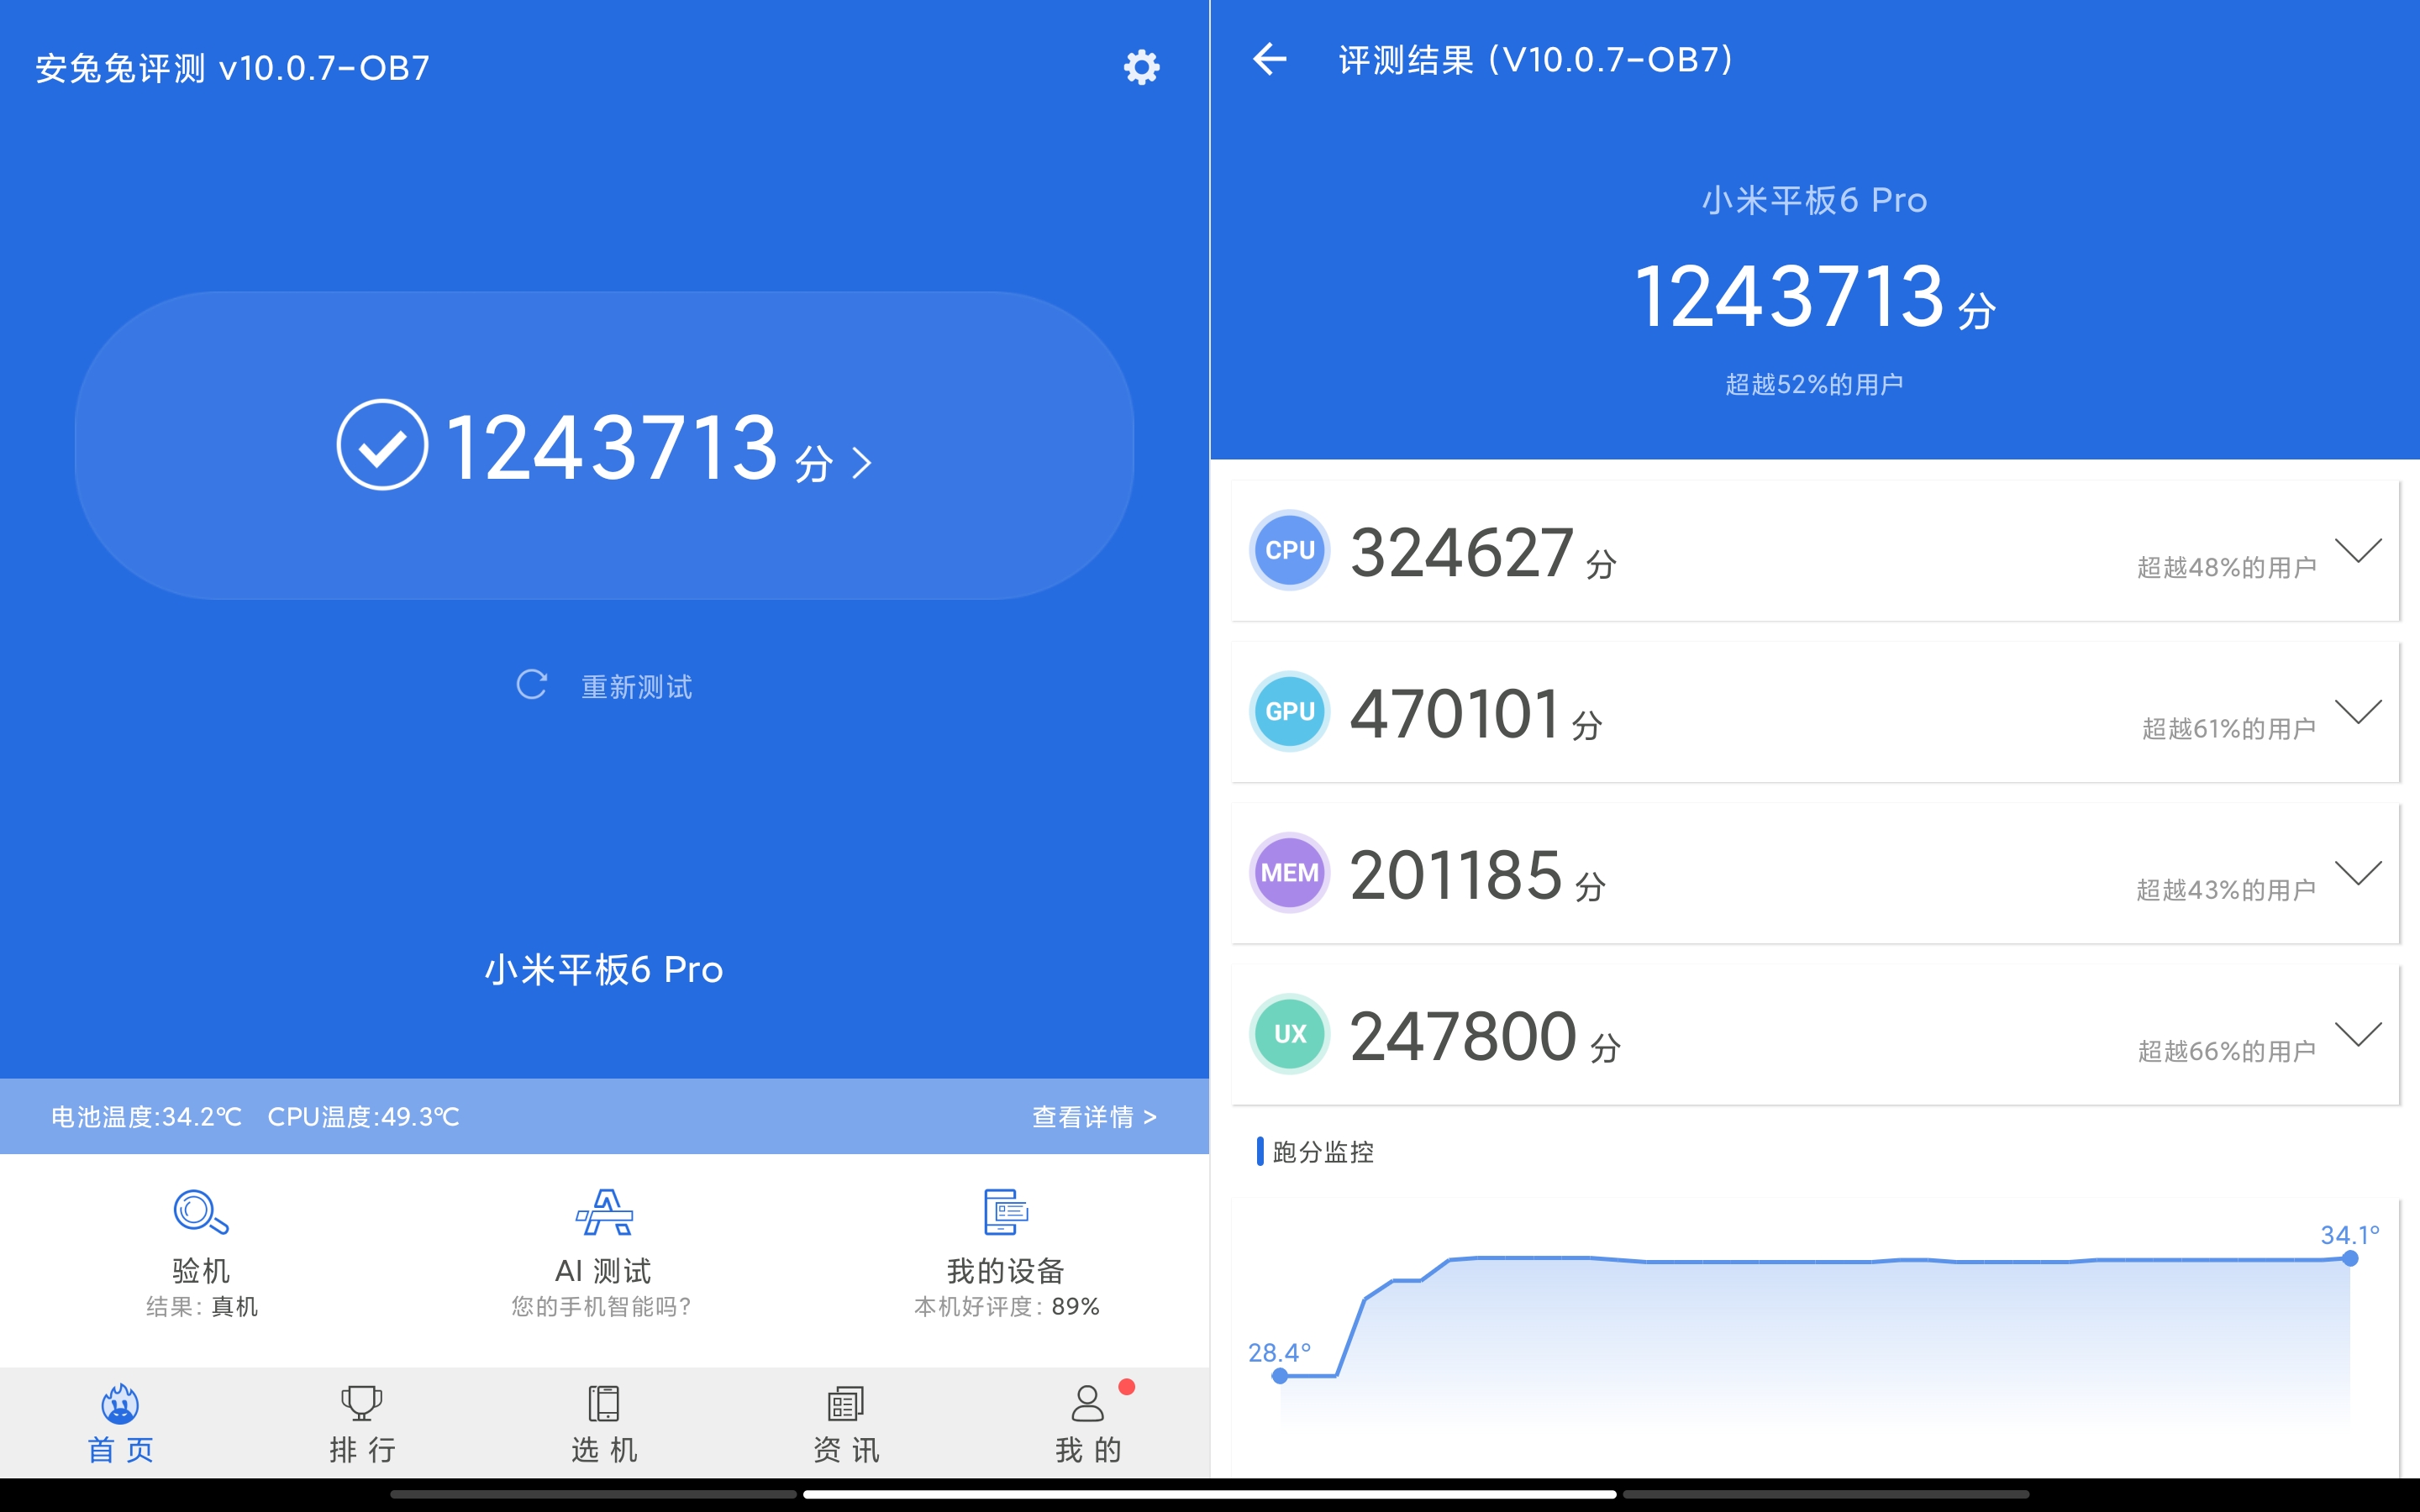 安兔兔评测 v10.0.7-OB7
1243713 分 >
重新测试
小米平板6 Pro
电池温度:34.2℃ CPU温度:49.3℃ 查看详情 >
验机
结果: 真机
AI 测试
您的手机智能吗?
我的设备
本机好评度: 89%
首页
排行
选机
资讯
我的
评测结果 (V10.0.7-OB7)
小米平板6 Pro
1243713 分
超越52%的用户
CPU 324627 分 超越48%的用户
GPU 470101 分 超越61%的用户
MEM 201185 分 超越43%的用户
UX 247800 分 超越66%的用户
跑分监控
34.1°
28.4°